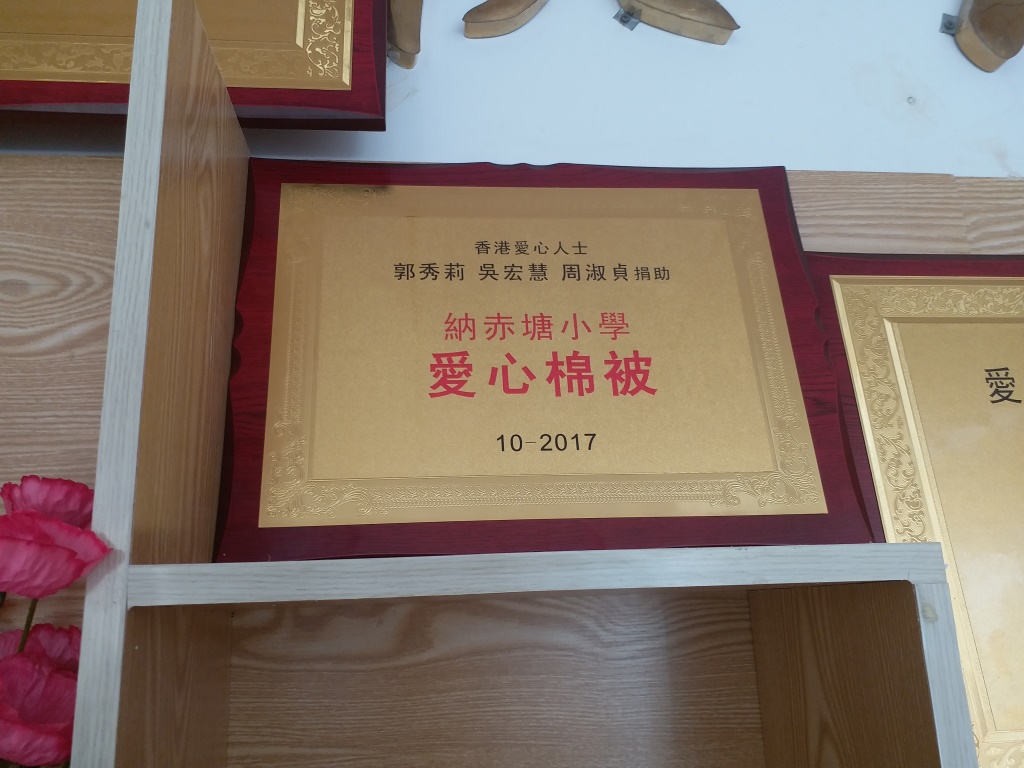 香港愛心人士
郭秀莉 吳宏慧 周淑貞捐助
納赤塘小學
愛心棉被
10-2017
愛